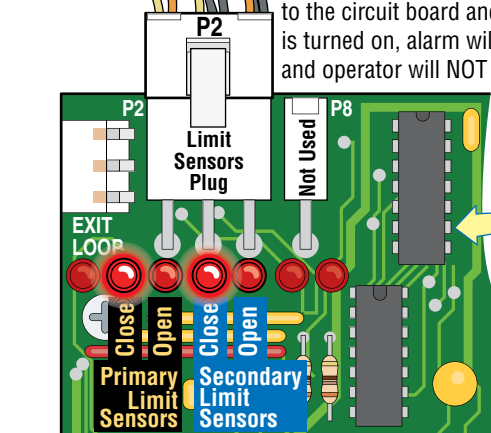 to the circuit board and
is turned on, alarm wil
and operator will NOT
P2
P2
P8
Limit
Sensors
Plug
Not Used
EXIT
LOOP
Close
Open
Close
Open
Primary
Limit
Sensors
Secondary
Limit
Sensors